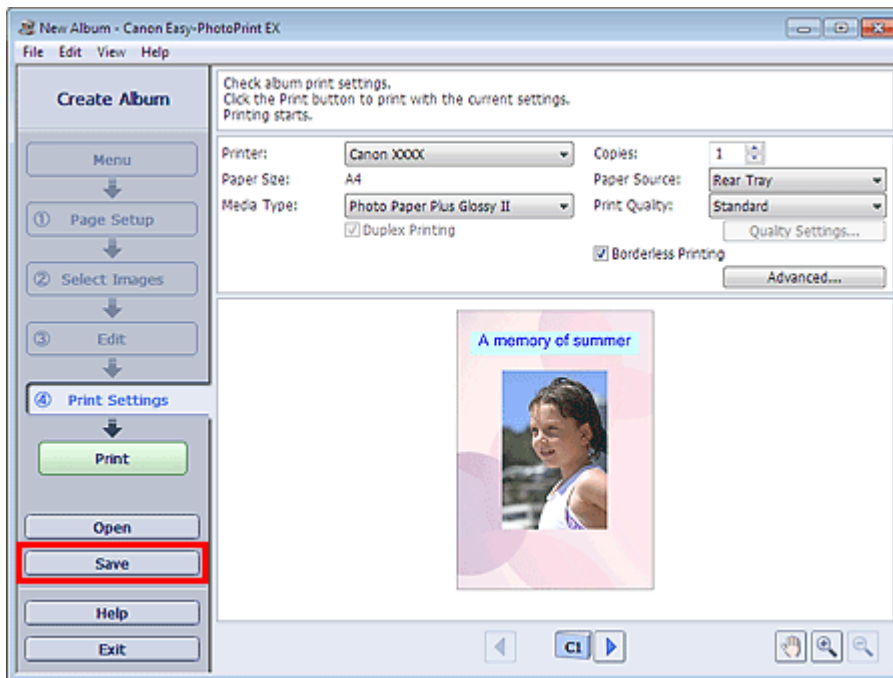 New Album - Canon Easy-PhotoPrint EX
File Edit View Help
Create Album
Menu
① Page Setup
② Select Images
③ Edit
④ Print Settings
Print
Open
Save
Help
Exit
Check album print settings.
Click the Print button to print with the current settings.
Printing starts.
Printer: Canon XXXX Copies: 1
Paper Size: A4 Paper Source: Rear Tray
Media Type: Photo Paper Plus Glossy II Print Quality: Standard
Duplex Printing Quality Settings...
Borderless Printing
Advanced...
A memory of summer
C1